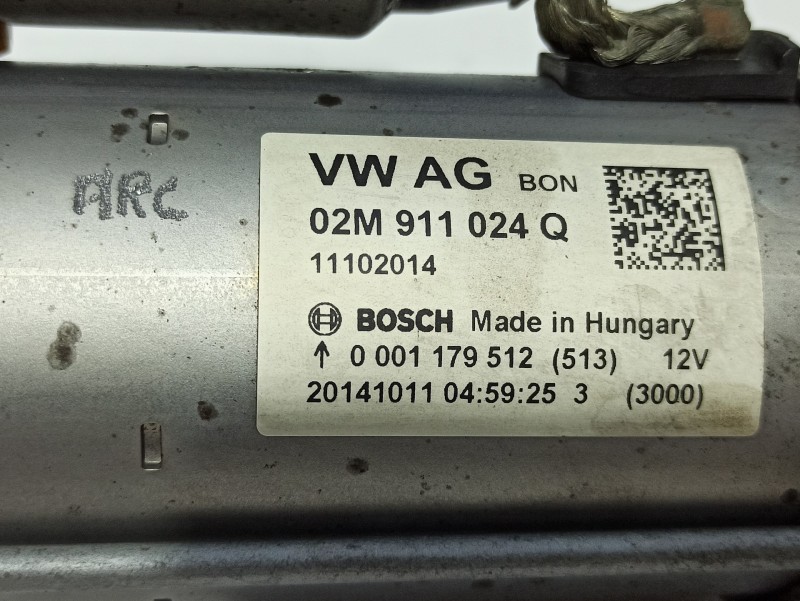 ARC
VW AG BON
02M 911 024 Q
11102014
BOSCH Made in Hungary
↑ 0 001 179 512 (513) 12V
20141011 04:59:25 3 (3000)